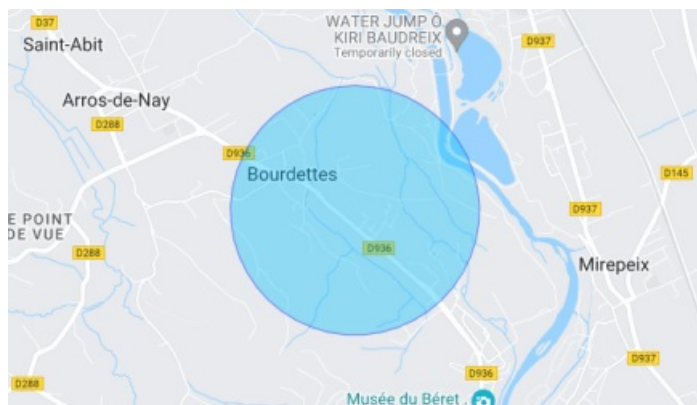 D37
WATER JUMP Ô
KIRI BAUDREIX
Temporarily closed
D937
Saint-Abit
Arros-de-Nay
D288
D936
Bourdettes
D145
E POINT
DE VUE
D288
D937
D936
Mirepeix
D937
D288
D936
Musée du Béret